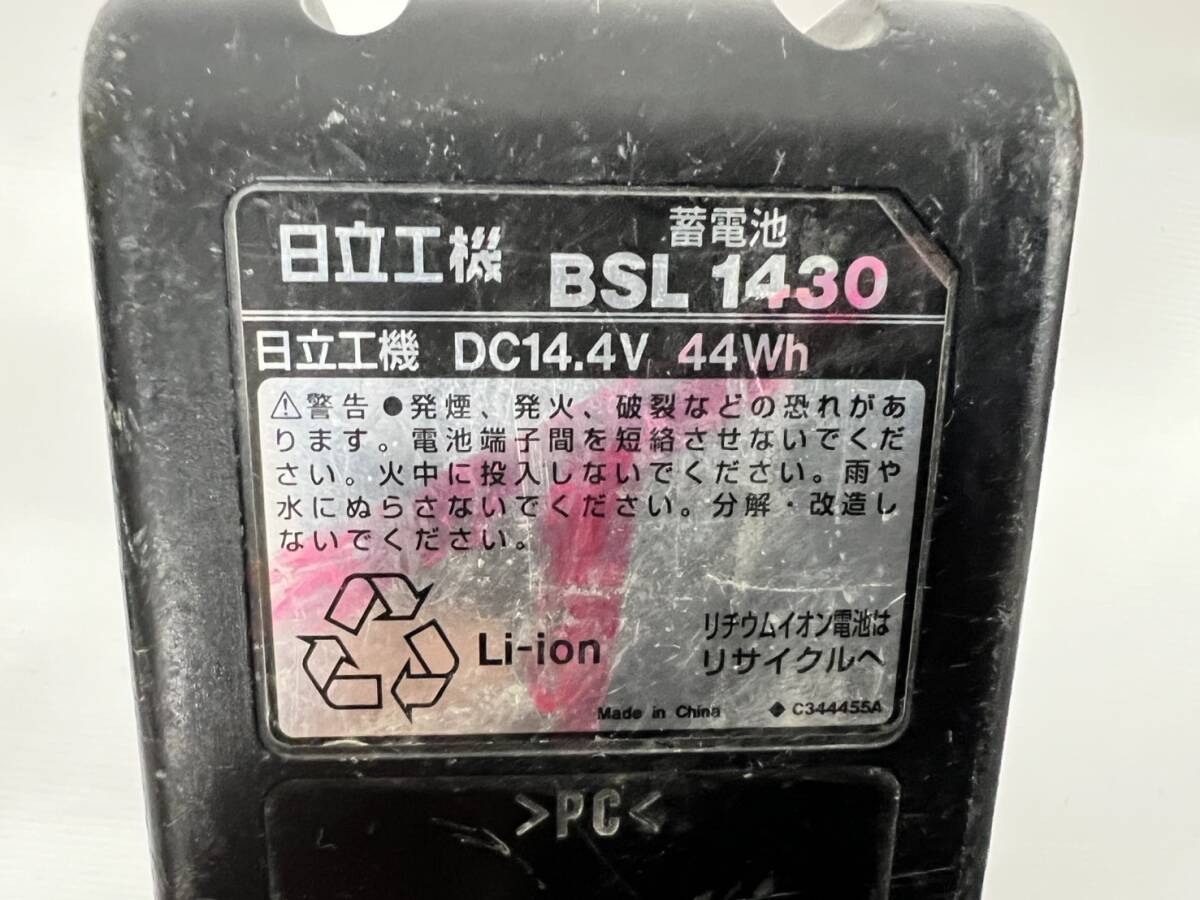 日立工機
蓄電池
BSL 1430
日立工機 DC14.4V 44Wh
⚠警告 ●発煙、発火、破裂などの恐れがあ
ります。電池端子間を短絡させないでくだ
さい。火中に投入しないでください。雨や
水にぬらさないでください。分解・改造し
ないでください。
Li-ion
リチウムイオン電池は
リサイクルへ
Made in China ◆ C344455A
>PC<